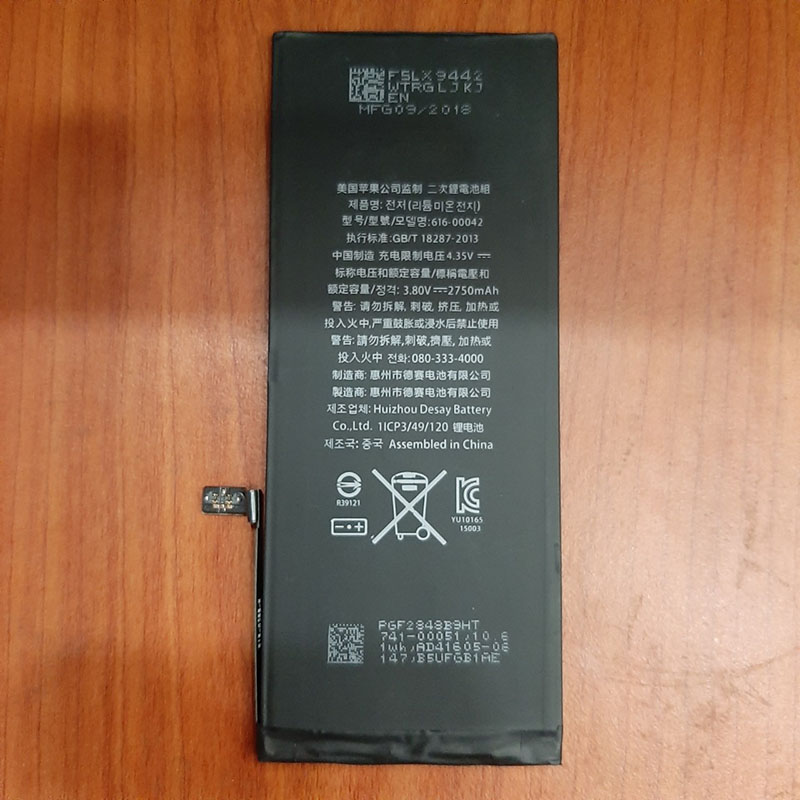 F5LX9442
WTRGLJKJ
EN
MFG09/2018
美国苹果公司监制 二次鋰電池組
제품명: 전저(리튬미온전지)
型号/型號/모델명:616-00042
执行标准:GB/T 18287-2013
中国制造 充电限制电压4.35V⎓
标称电压和额定容量/標稱電壓和
額定容量/정격: 3.80V⎓2750mAh
警告: 请勿拆解, 刺破, 挤压, 加热或
投入火中,严重鼓胀或浸水后禁止使用
警告: 請勿拆解,刺破,擠壓, 加熱或
投入火中 전화:080-333-4000
制造商: 惠州市德赛电池有限公司
製造商: 惠州市德賽电池有限公司
제조업체: Huizhou Desay Battery
Co.,Ltd. 1ICP3/49/120 锂电池
제조국: 중국 Assembled in China
R39121
YU10165
15003
PGF2848B9HT
741-00051,10.6
1Wh,AD41605-06
147,B5UFGB1AE